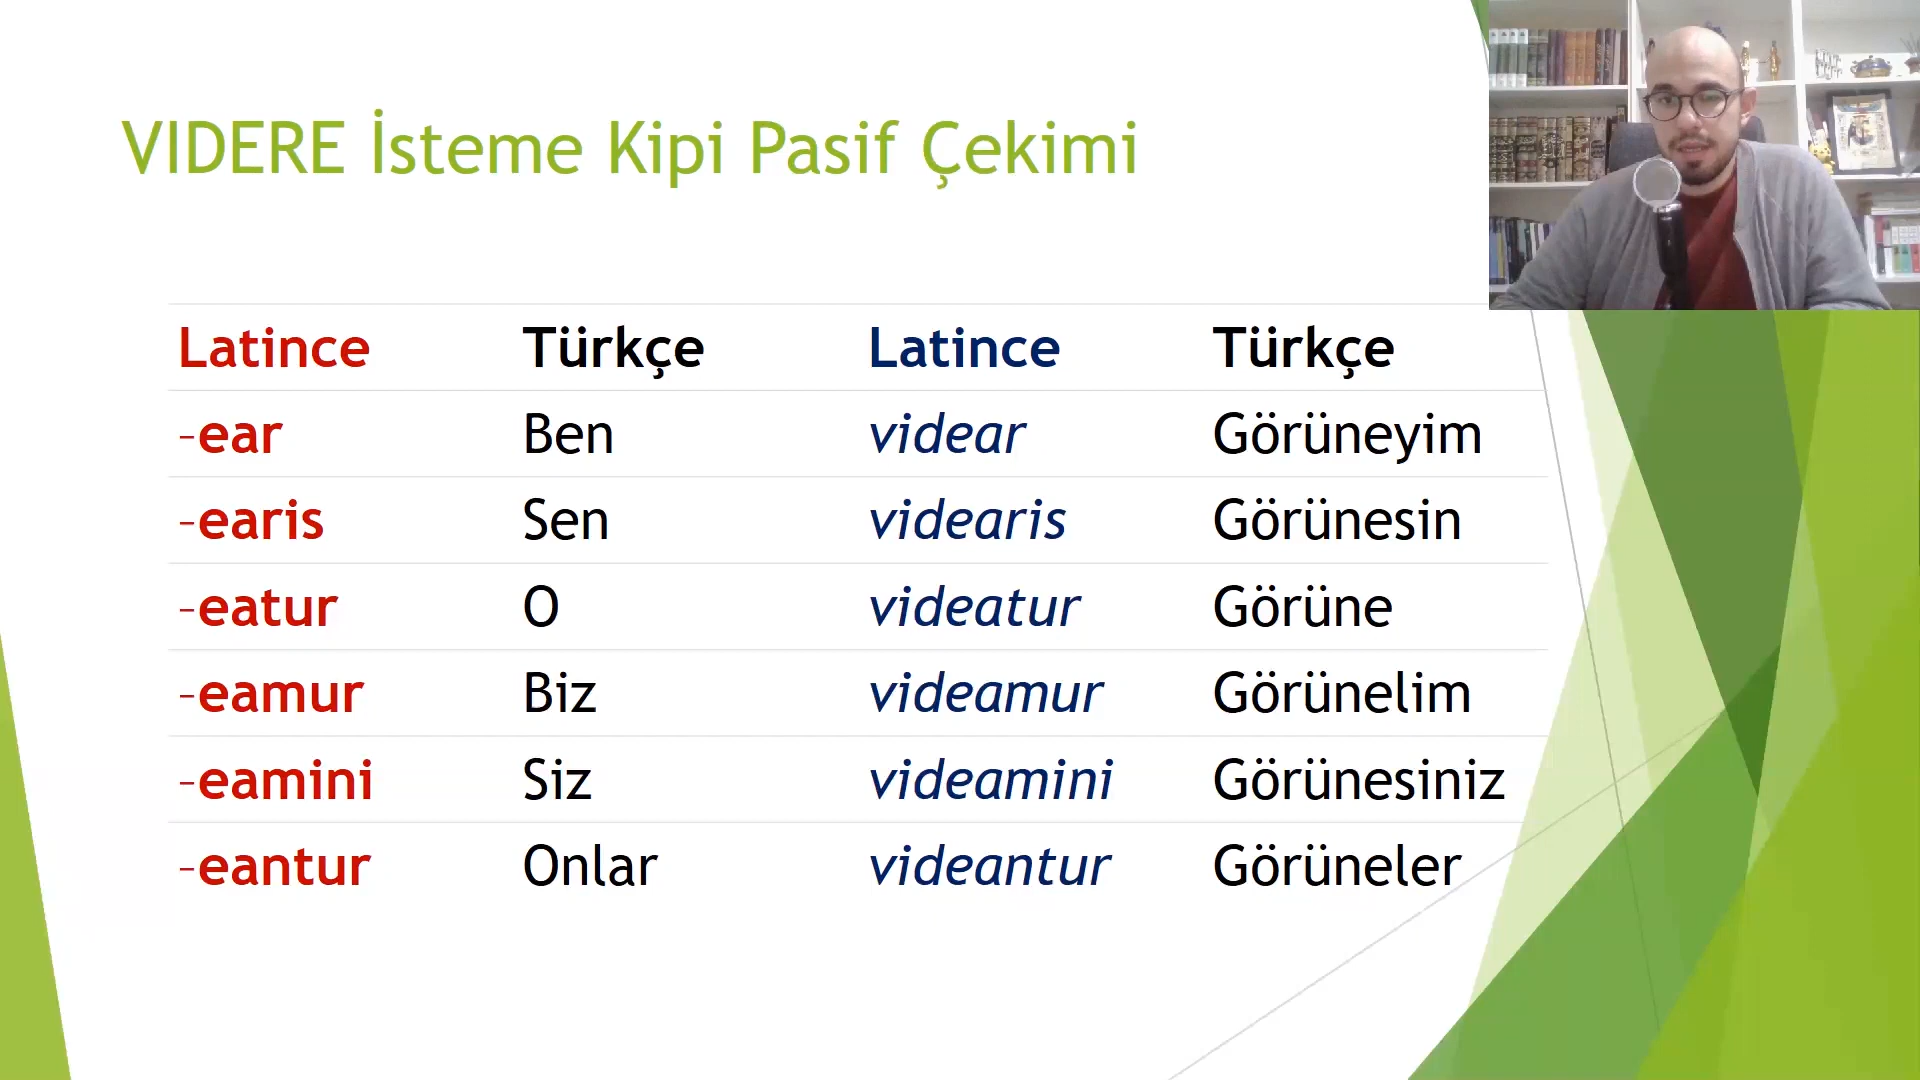 VIDERE İsteme Kipi Pasif Çekimi
Latince Türkçe Latince Türkçe
-ear Ben videar Görüneyim
-earis Sen videaris Görünesin
-eatur O videatur Görüne
-eamur Biz videamur Görünelim
-eamini Siz videamini Görünesiniz
-eantur Onlar videantur Görüneler